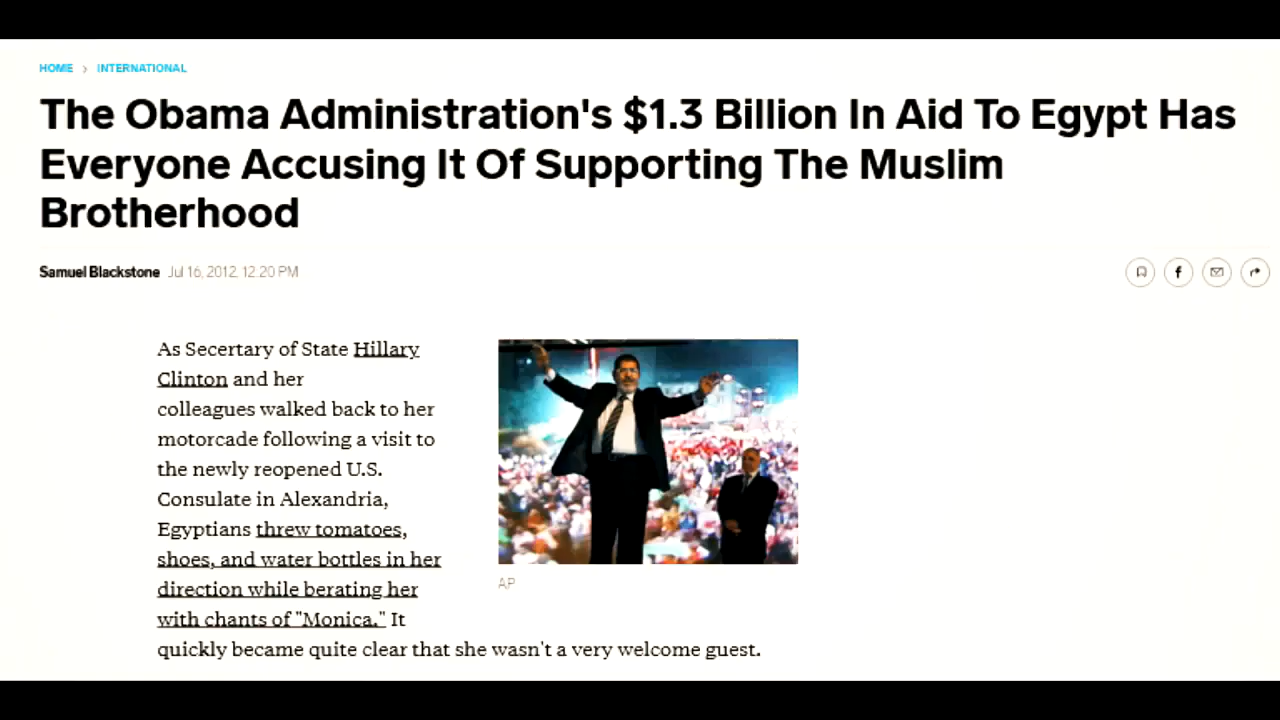 HOME > INTERNATIONAL
The Obama Administration's $1.3 Billion In Aid To Egypt Has
Everyone Accusing It Of Supporting The Muslim
Brotherhood
Samuel Blackstone Jul 16, 2012, 12:20 PM
As Secertary of State Hillary
Clinton and her
colleagues walked back to her
motorcade following a visit to
the newly reopened U.S.
Consulate in Alexandria,
Egyptians threw tomatoes,
shoes, and water bottles in her
direction while berating her
with chants of "Monica." It
quickly became quite clear that she wasn't a very welcome guest.
AP